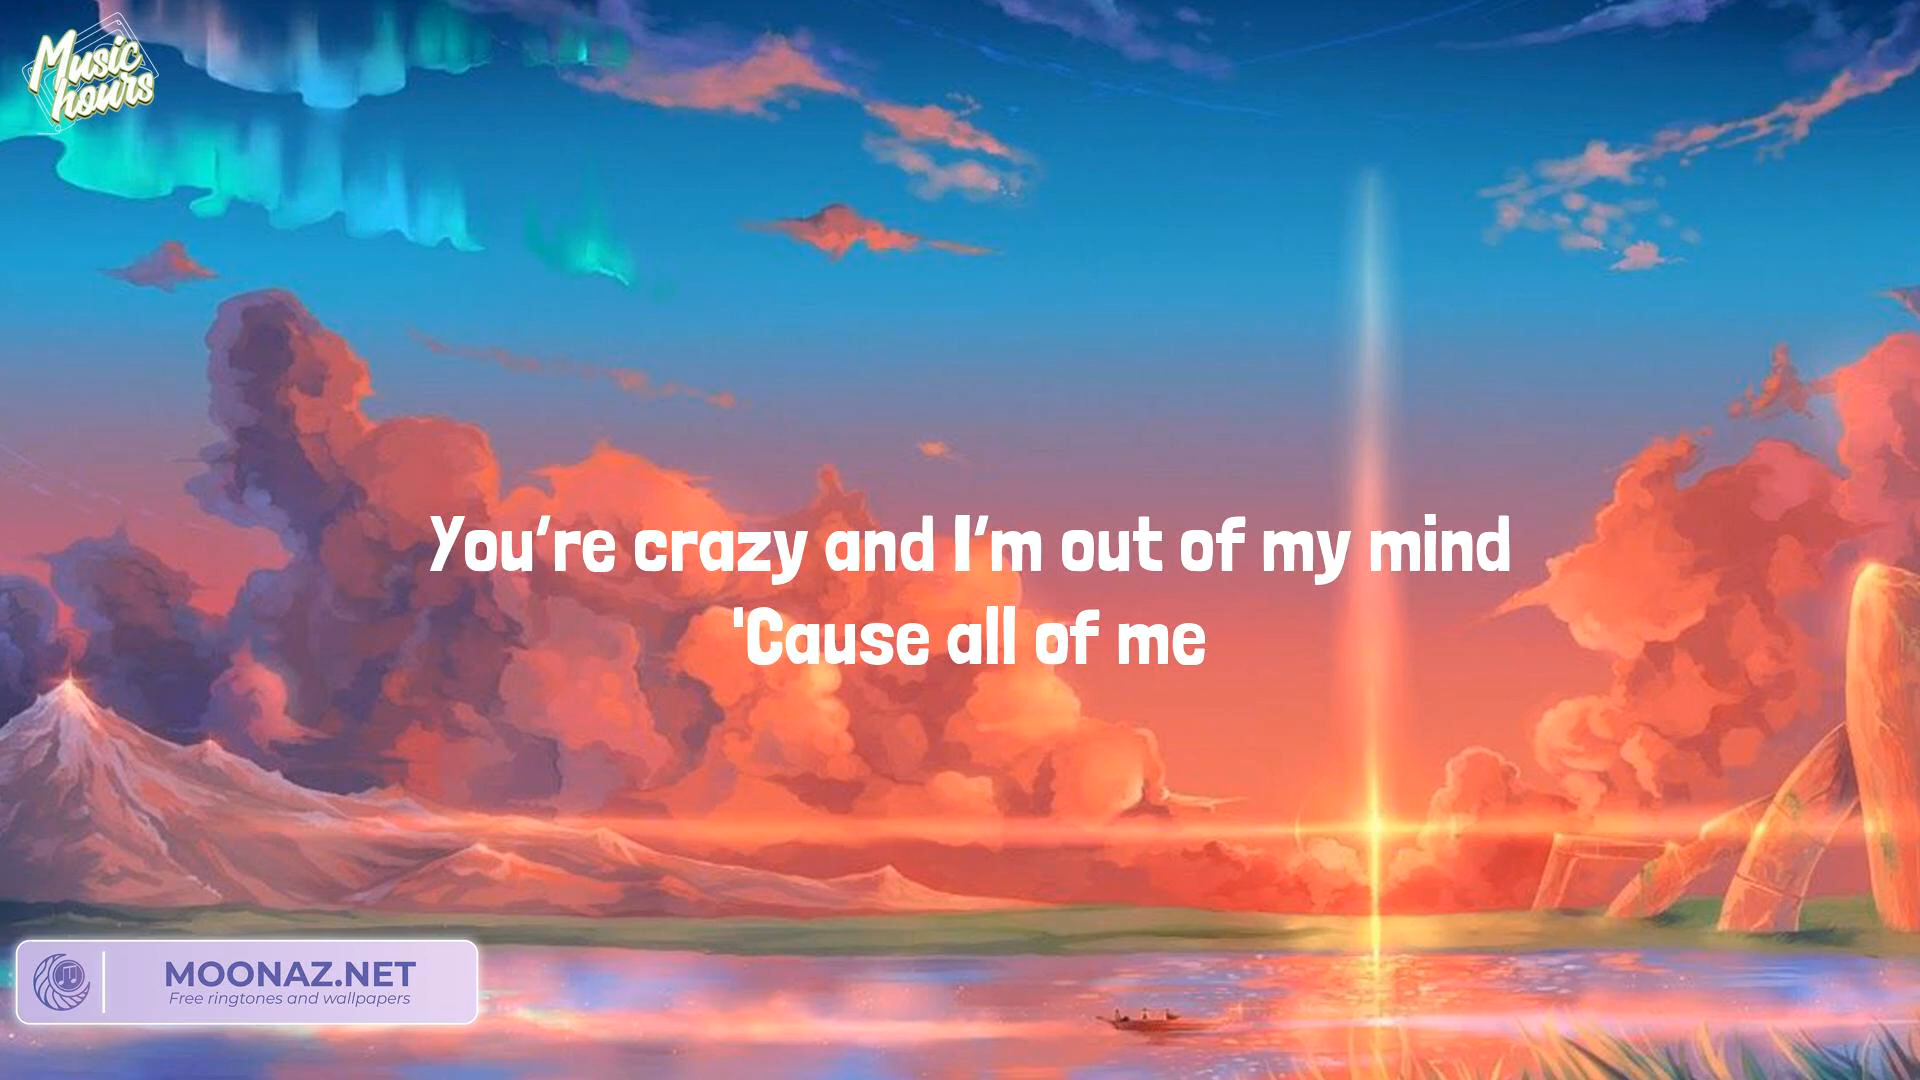 Music
hours
You're crazy and I'm out of my mind
'Cause all of me
MOONAZ.NET
Free ringtones and wallpapers